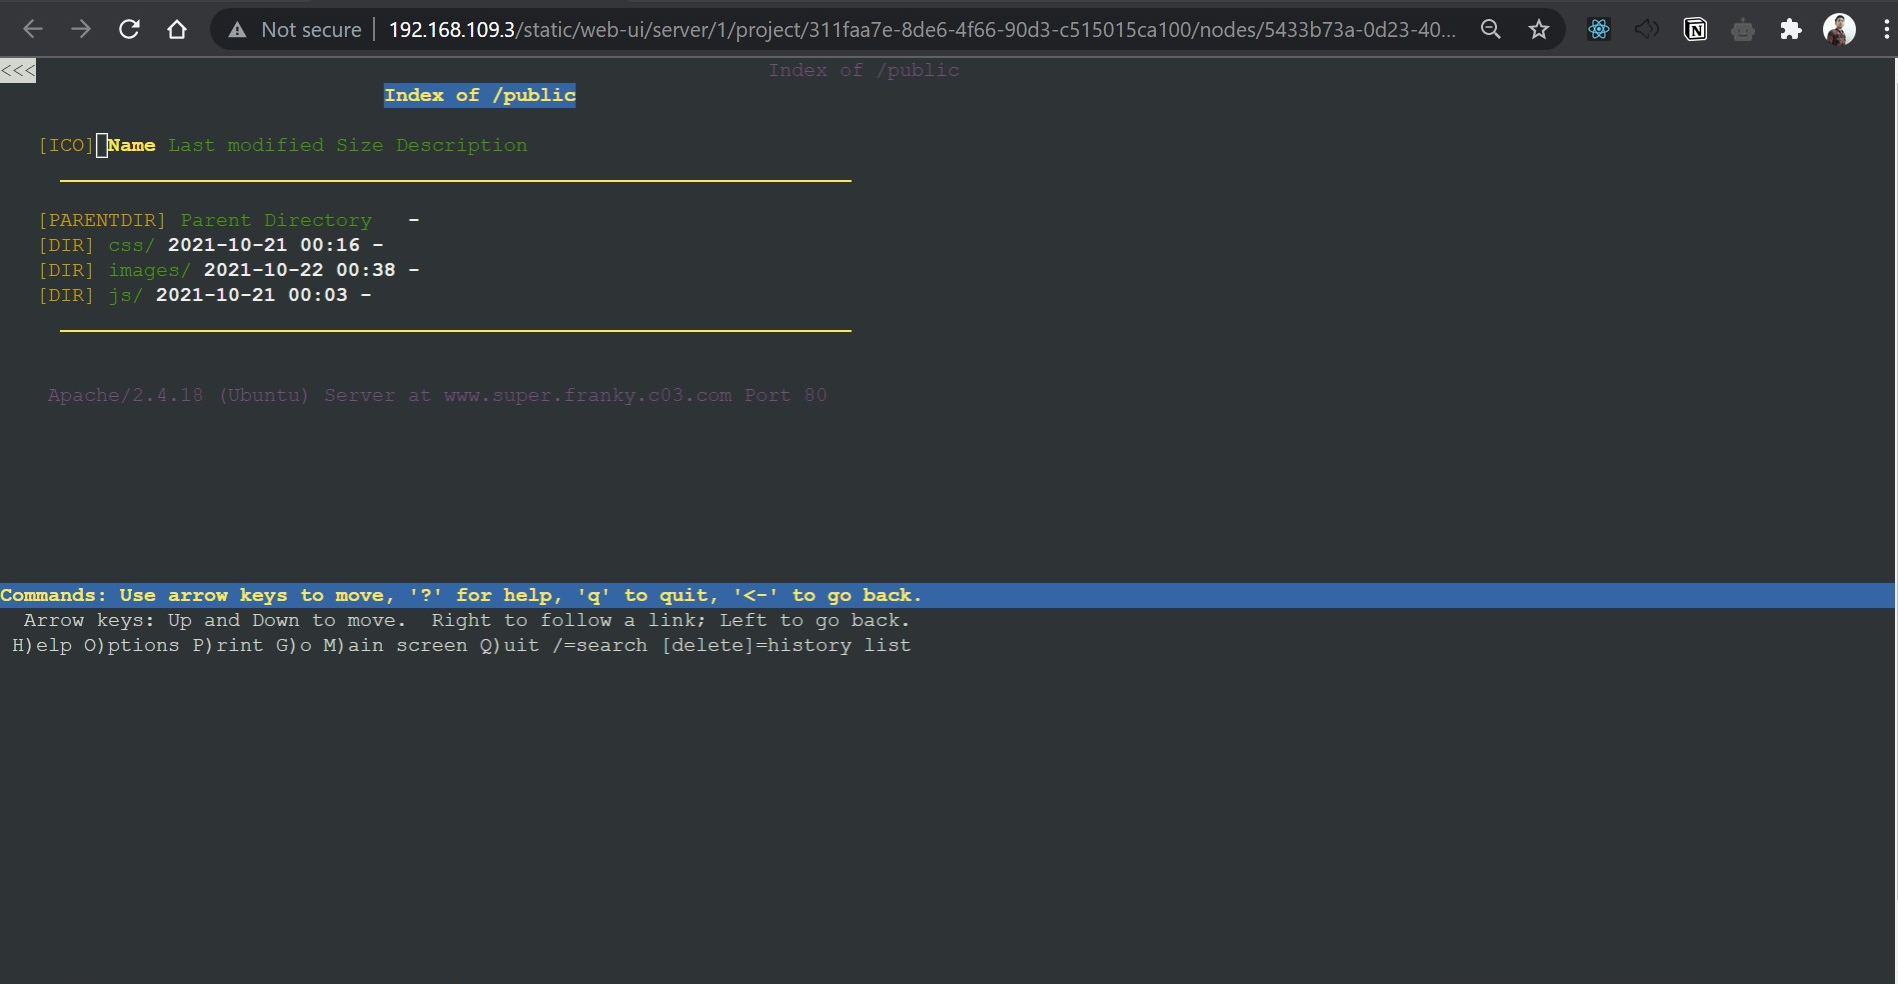 Not secure | 192.168.109.3/static/web-ui/server/1/project/311faa7e-8de6-4f66-90d3-c515015ca100/nodes/5433b73a-0d23-40...
<<< Index of /public
Index of /public
[ICO] Name Last modified Size Description
[PARENTDIR] Parent Directory -
[DIR] css/ 2021-10-21 00:16 -
[DIR] images/ 2021-10-22 00:38 -
[DIR] js/ 2021-10-21 00:03 -
Apache/2.4.18 (Ubuntu) Server at www.super.franky.c03.com Port 80
Commands: Use arrow keys to move, '?' for help, 'q' to quit, '<-' to go back.
Arrow keys: Up and Down to move. Right to follow a link; Left to go back.
H)elp O)ptions P)rint G)o M)ain screen Q)uit /=search [delete]=history list